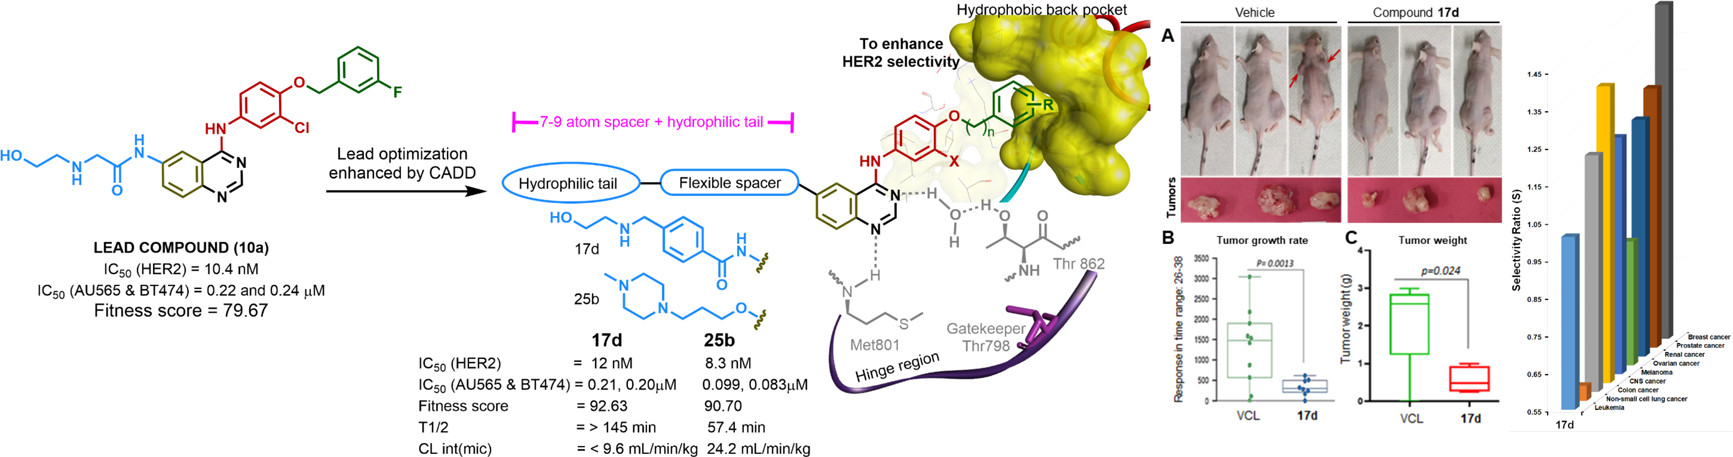 HO
N
H
O
H
N
HN
O
Cl
F
N
N
LEAD COMPOUND (10a)
IC50 (HER2) = 10.4 nM
IC50 (AU565 & BT474) = 0.22 and 0.24 μM
Fitness score = 79.67
Lead optimization
enhanced by CADD
Hydrophobic back pocket
To enhance
HER2 selectivity
7-9 atom spacer + hydrophilic tail
Hydrophilic tail
Flexible spacer
HN
O
( )n
R
X
N
N
H
O
H
H
O
O
NH
Thr 862
H
N
S
Met801
Gatekeeper
Thr798
Hinge region
HO
N
H
17d
H
N
O
25b
N
N
O
17d 25b
IC50 (HER2) = 12 nM 8.3 nM
IC50 (AU565 & BT474) = 0.21, 0.20μM 0.099, 0.083μM
Fitness score = 92.63 90.70
T1/2 = > 145 min 57.4 min
CL int(mic) = < 9.6 mL/min/kg 24.2 mL/min/kg
A
Vehicle
Compound 17d
Tumors
B
Tumor growth rate
P= 0.0013
Response in time range: 26-38
3500
3000
2500
2000
1500
1000
500
0
VCL
17d
C
Tumor weight
p=0.024
Tumor weight (g)
4
3
2
1
0
VCL
17d
Selectivity Ratio (S)
1.45
1.35
1.25
1.15
1.05
0.95
0.85
0.75
0.65
0.55
17d
Breast cancer
Prostate cancer
Renal cancer
Ovarian cancer
Melanoma
CNS cancer
Colon cancer
Non-small cell lung cancer
Leukemia